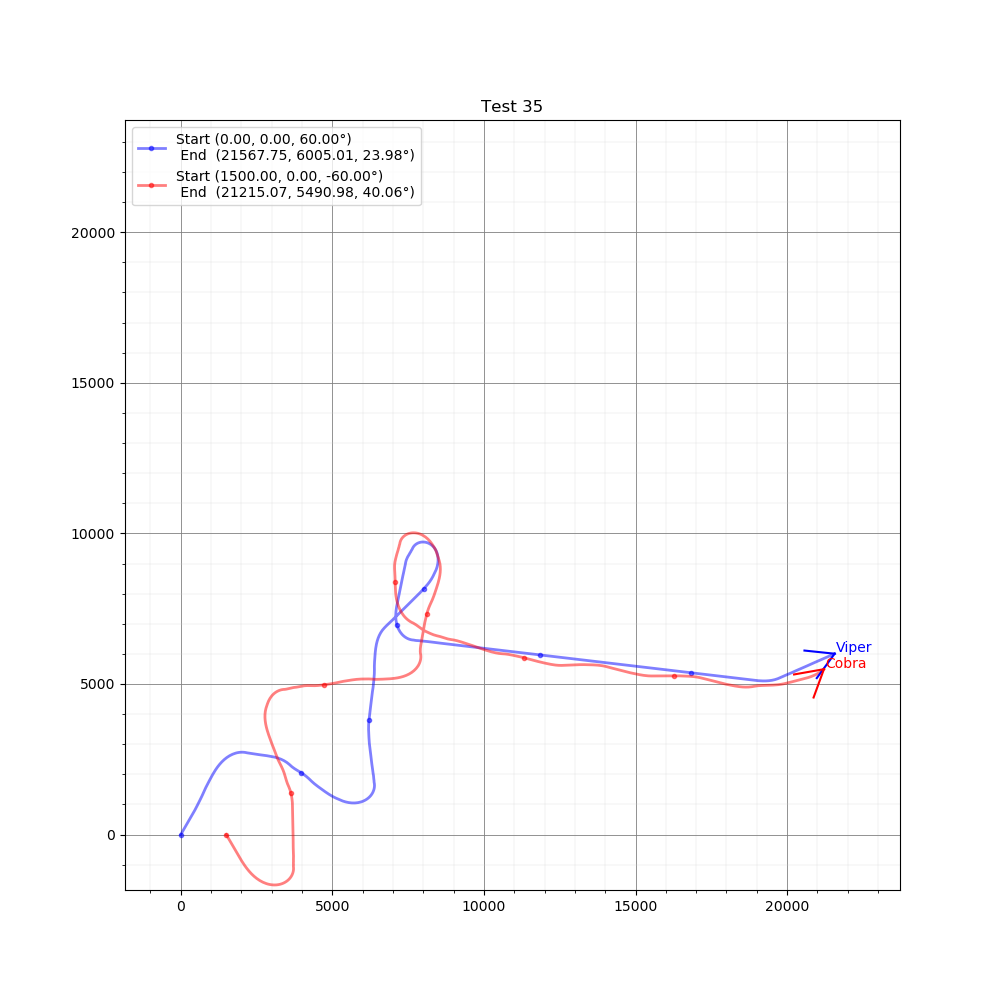 Test 35
Start (0.00, 0.00, 60.00°)
End (21567.75, 6005.01, 23.98°)
Start (1500.00, 0.00, -60.00°)
End (21215.07, 5490.98, 40.06°)
20000
15000
10000
5000
0
Viper
Cobra
0 5000 10000 15000 20000